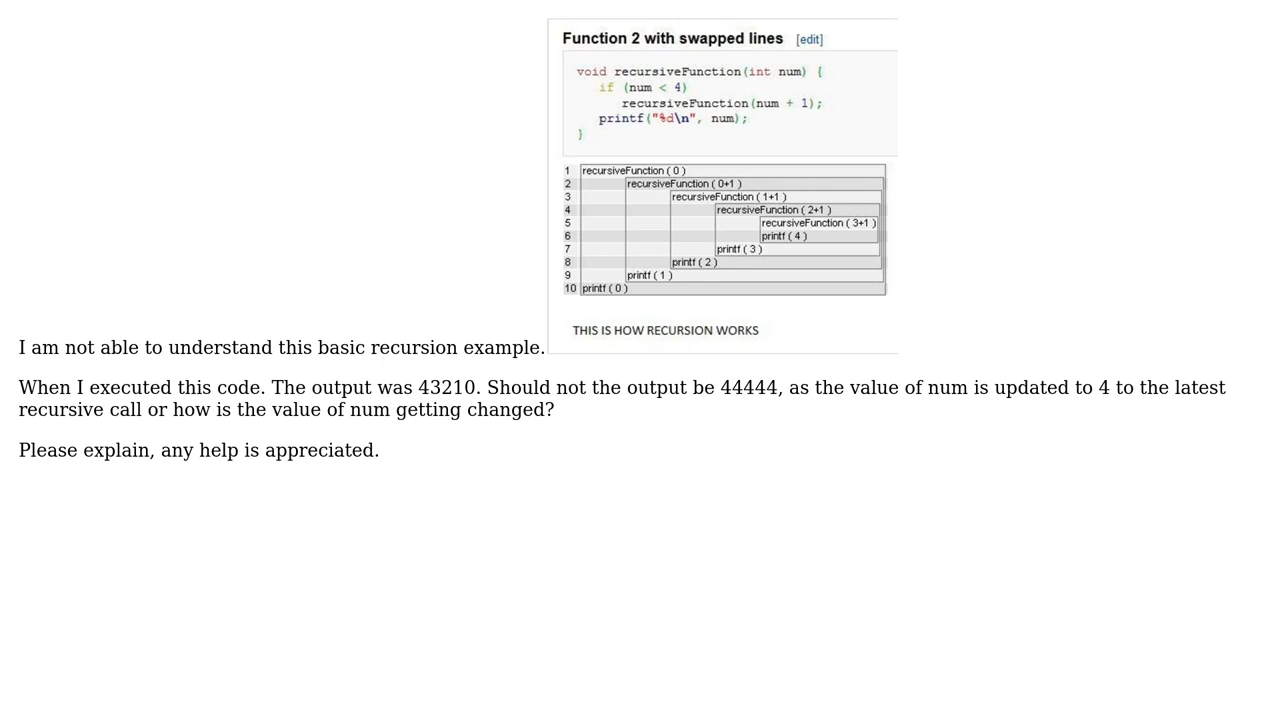 Function 2 with swapped lines [edit]
void recursiveFunction(int num) {
if (num < 4)
recursiveFunction(num + 1);
printf("%d\n", num);
}
1 recursiveFunction ( 0 )
2 recursiveFunction ( 0+1 )
3 recursiveFunction ( 1+1 )
4 recursiveFunction ( 2+1 )
5 recursiveFunction ( 3+1 )
6 printf ( 4 )
7 printf ( 3 )
8 printf ( 2 )
9 printf ( 1 )
10 printf ( 0 )
THIS IS HOW RECURSION WORKS
I am not able to understand this basic recursion example.
When I executed this code. The output was 43210. Should not the output be 44444, as the value of num is updated to 4 to the latest
recursive call or how is the value of num getting changed?
Please explain, any help is appreciated.